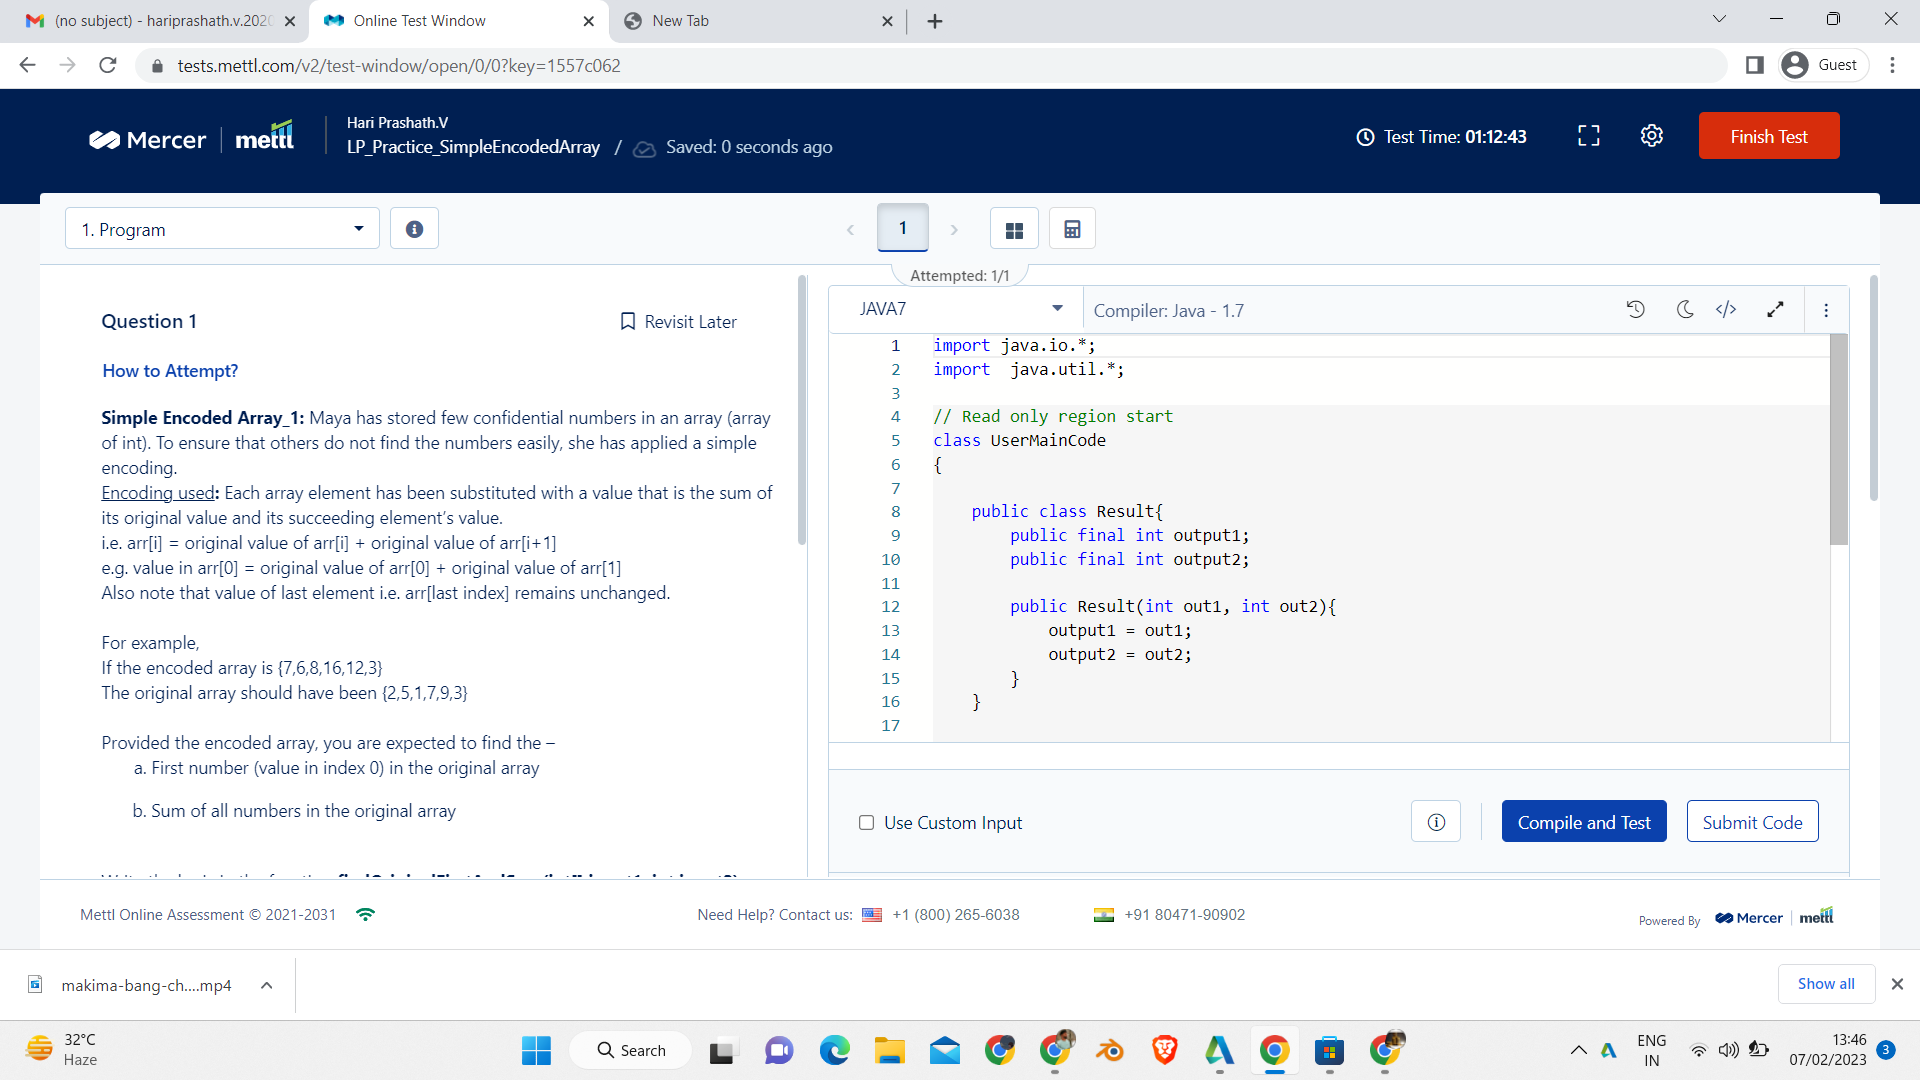 (no subject) - hariprashath.v.2020
Online Test Window
New Tab
tests.mettl.com/v2/test-window/open/0/0?key=1557c062
Guest
Mercer
mettl
Hari Prashath.V
LP_Practice_SimpleEncodedArray / Saved: 0 seconds ago
Test Time: 01:12:43
Finish Test
1. Program
1
Attempted: 1/1
Question 1
Revisit Later
How to Attempt?
Simple Encoded Array_1: Maya has stored few confidential numbers in an array (array
of int). To ensure that others do not find the numbers easily, she has applied a simple
encoding.
Encoding used: Each array element has been substituted with a value that is the sum of
its original value and its succeeding element's value.
i.e. arr[i] = original value of arr[i] + original value of arr[i+1]
e.g. value in arr[0] = original value of arr[0] + original value of arr[1]
Also note that value of last element i.e. arr[last index] remains unchanged.
For example,
If the encoded array is {7,6,8,16,12,3}
The original array should have been {2,5,1,7,9,3}
Provided the encoded array, you are expected to find the –
a. First number (value in index 0) in the original array
b. Sum of all numbers in the original array
JAVA7
Compiler: Java - 1.7
1 import java.io.*;
2 import  java.util.*;
3
4 // Read only region start
5 class UserMainCode
6 {
7
8 public class Result{
9 public final int output1;
10 public final int output2;
11
12 public Result(int out1, int out2){
13 output1 = out1;
14 output2 = out2;
15 }
16 }
17
Use Custom Input
Compile and Test
Submit Code
Mettl Online Assessment © 2021-2031
Need Help? Contact us: +1 (800) 265-6038
+91 80471-90902
Powered By Mercer mettl
makima-bang-ch....mp4
Show all
32°C
Haze
Search
ENG
IN
13:46
07/02/2023
3